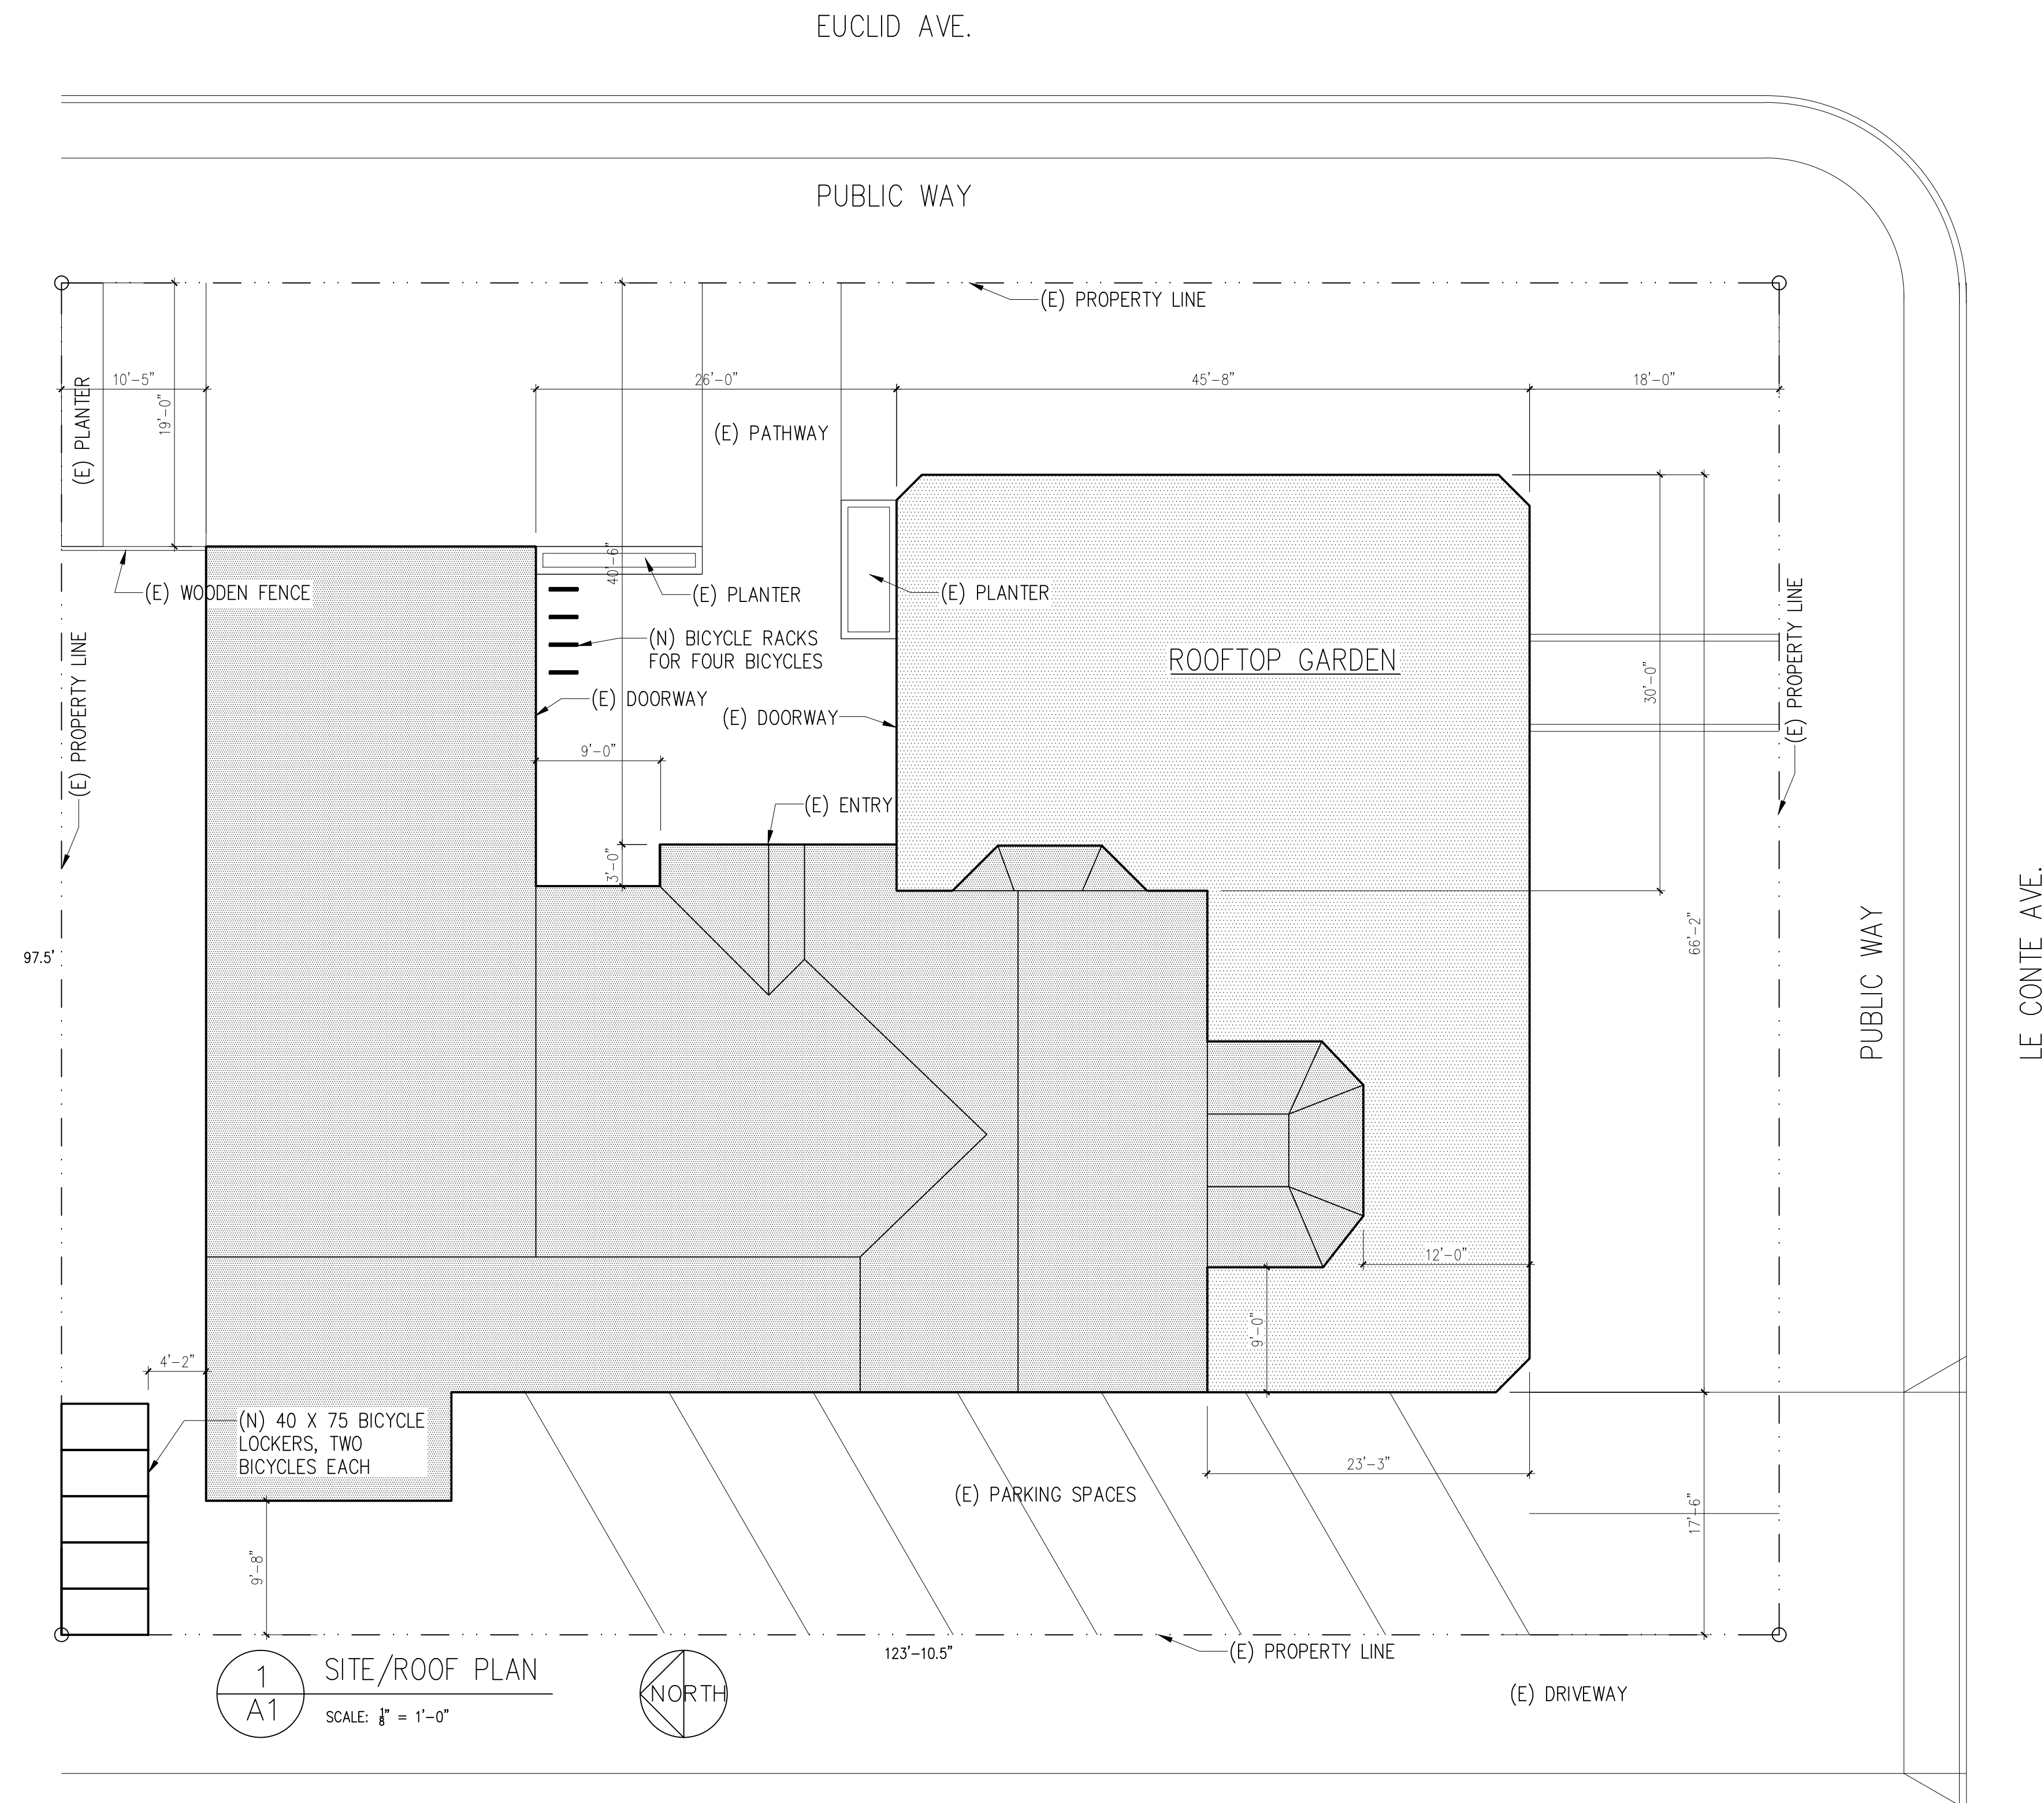 EUCLID AVE.
PUBLIC WAY
(E) PROPERTY LINE
10'-5"
26'-0"
45'-8"
18'-0"
(E) PLANTER
19'-0"
(E) PATHWAY
40'-6"
(E) WOODEN FENCE
(E) PLANTER
(E) PLANTER
(N) BICYCLE RACKS
FOR FOUR BICYCLES
ROOFTOP GARDEN
30'-0"
(E) PROPERTY LINE
(E) PROPERTY LINE
(E) DOORWAY
(E) DOORWAY
9'-0"
(E) ENTRY
3'-0"
97.5'
66'-2"
PUBLIC WAY
LE CONTE AVE.
12'-0"
9'-0"
4'-2"
(N) 40 X 75 BICYCLE
LOCKERS, TWO
BICYCLES EACH
23'-3"
(E) PARKING SPACES
17'-6"
9'-8"
123'-10.5"
(E) PROPERTY LINE
1
A1
SITE/ROOF PLAN
SCALE: 1/8" = 1'-0"
NORTH
(E) DRIVEWAY